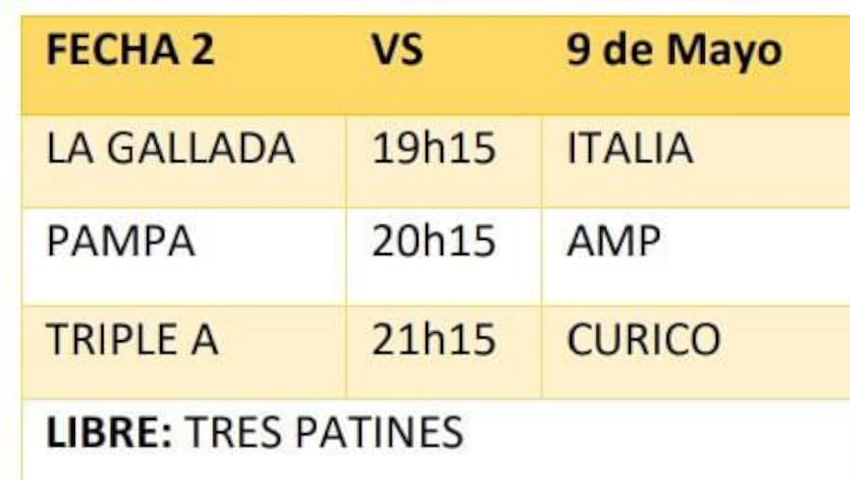 FECHA 2 VS 9 de Mayo
LA GALLADA 19h15 ITALIA
PAMPA 20h15 AMP
TRIPLE A 21h15 CURICO
LIBRE: TRES PATINES